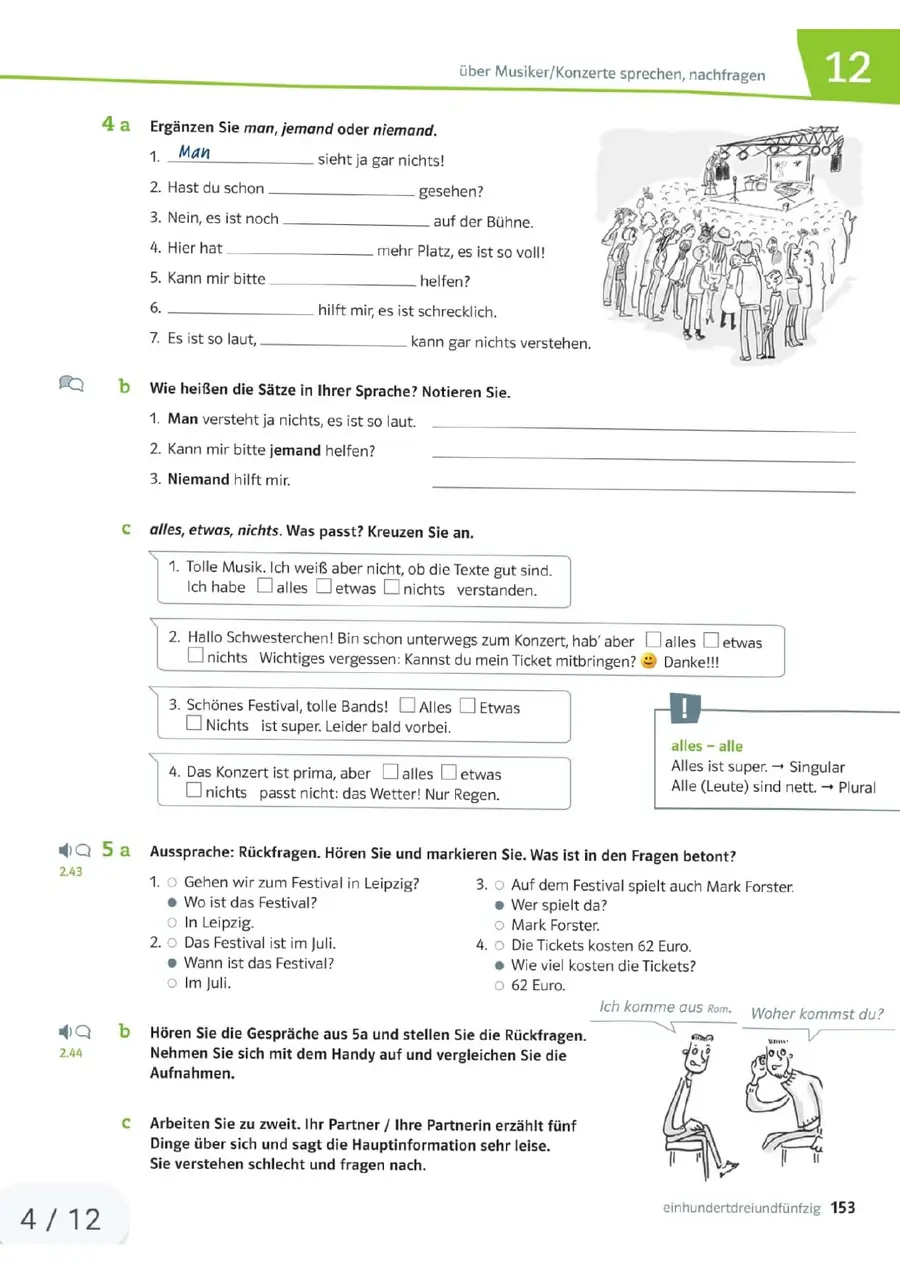 über Musiker/Konzerte sprechen, nachfragen
12
4 a Ergänzen Sie man, jemand oder niemand.
1. Man sieht ja gar nichts!
2. Hast du schon ____________ gesehen?
3. Nein, es ist noch ____________ auf der Bühne.
4. Hier hat ____________ mehr Platz, es ist so voll!
5. Kann mir bitte ____________ helfen?
6. ____________ hilft mir, es ist schrecklich.
7. Es ist so laut, ____________ kann gar nichts verstehen.
b Wie heißen die Sätze in Ihrer Sprache? Notieren Sie.
1. Man versteht ja nichts, es ist so laut.
2. Kann mir bitte jemand helfen?
3. Niemand hilft mir.
c alles, etwas, nichts. Was passt? Kreuzen Sie an.
1. Tolle Musik. Ich weiß aber nicht, ob die Texte gut sind.
Ich habe ☐ alles ☐ etwas ☐ nichts verstanden.
2. Hallo Schwesterchen! Bin schon unterwegs zum Konzert, hab' aber ☐ alles ☐ etwas
☐ nichts Wichtiges vergessen: Kannst du mein Ticket mitbringen? 😀 Danke!!!
3. Schönes Festival, tolle Bands! ☐ Alles ☐ Etwas
☐ Nichts ist super. Leider bald vorbei.
4. Das Konzert ist prima, aber ☐ alles ☐ etwas
☐ nichts passt nicht: das Wetter! Nur Regen.
!
alles – alle
Alles ist super. → Singular
Alle (Leute) sind nett. → Plural
5 a Aussprache: Rückfragen. Hören Sie und markieren Sie. Was ist in den Fragen betont?
2.43
1. ○ Gehen wir zum Festival in Leipzig?
● Wo ist das Festival?
○ In Leipzig.
2. ○ Das Festival ist im Juli.
● Wann ist das Festival?
○ Im Juli.
3. ○ Auf dem Festival spielt auch Mark Forster.
● Wer spielt da?
○ Mark Forster.
4. ○ Die Tickets kosten 62 Euro.
● Wie viel kosten die Tickets?
○ 62 Euro.
Ich komme aus Rom.
Woher kommst du?
b Hören Sie die Gespräche aus 5a und stellen Sie die Rückfragen.
2.44
Nehmen Sie sich mit dem Handy auf und vergleichen Sie die
Aufnahmen.
c Arbeiten Sie zu zweit. Ihr Partner / Ihre Partnerin erzählt fünf
Dinge über sich und sagt die Hauptinformation sehr leise.
Sie verstehen schlecht und fragen nach.
einhundertdreiundfünfzig 153
4 / 12